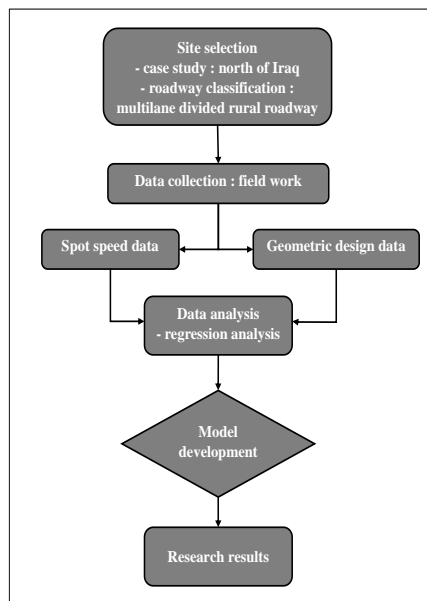 Site selection
- case study : north of Iraq
- roadway classification :
multilane divided rural roadway
Data collection : field work
Spot speed data
Geometric design data
Data analysis
- regression analysis
Model
development
Research results